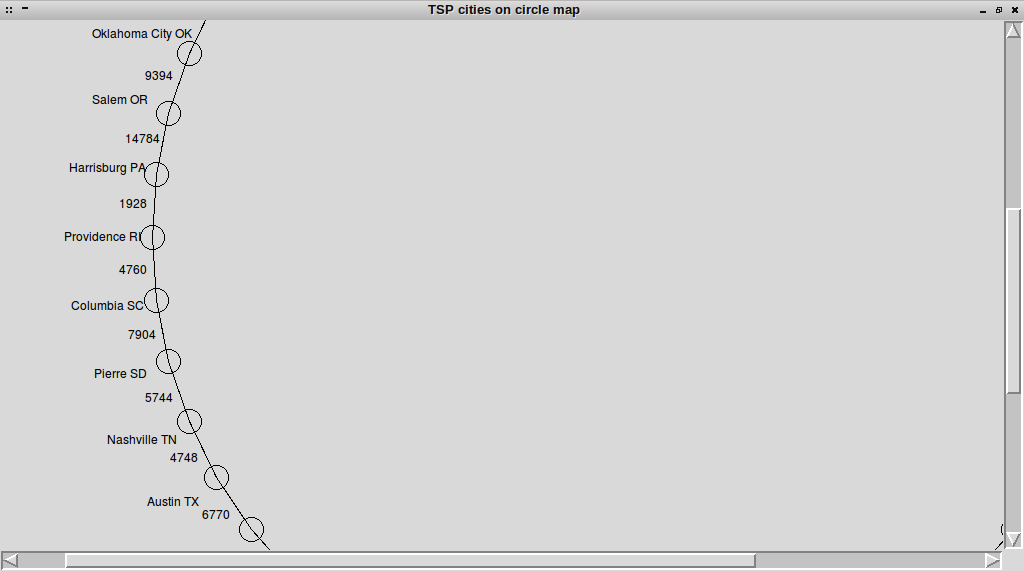 TSP cities on circle map
Oklahoma City OK
9394
Salem OR
14784
Harrisburg PA
1928
Providence RI
4760
Columbia SC
7904
Pierre SD
5744
Nashville TN
4748
Austin TX
6770